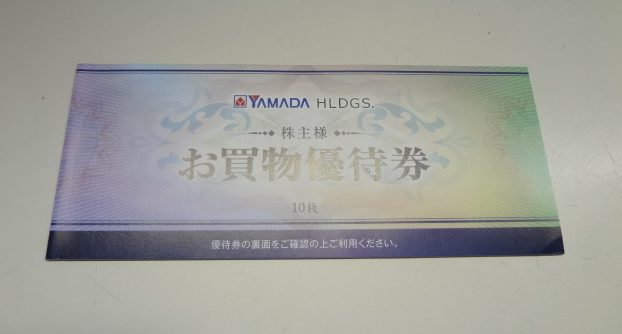 YAMADA HLDGS.
株主様
お買物優待券
10枚
優待券の裏面をご確認の上ご利用ください。